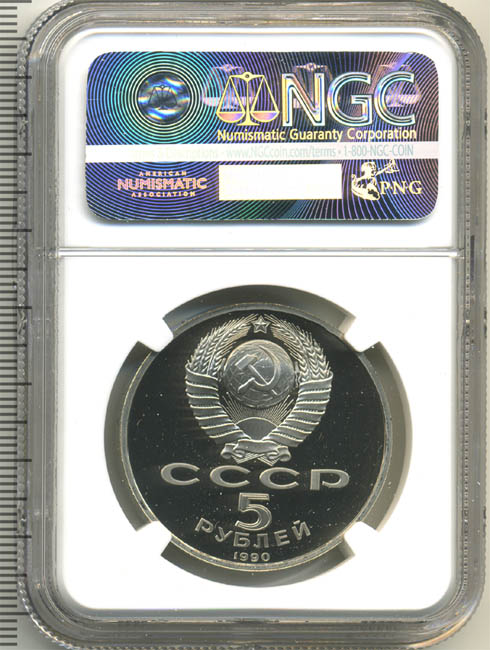 NGC
Numismatic Guaranty Corporation
www.NGCcoin.com/terms • 1-800-NGC-COIN
AMERICAN
NUMISMATIC
ASSOCIATION
PNG
СССР
5
РУБЛЕЙ
1990